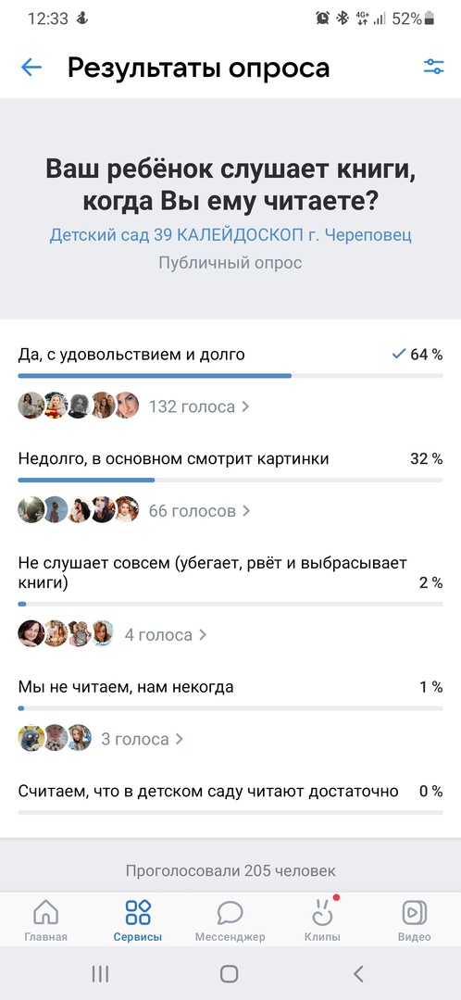 12:33
4G+
52%
Результаты опроса
Ваш ребёнок слушает книги,
когда Вы ему читаете?
Детский сад 39 КАЛЕЙДОСКОП г. Череповец
Публичный опрос
Да, с удовольствием и долго
64 %
132 голоса
Недолго, в основном смотрит картинки
32 %
66 голосов
Не слушает совсем (убегает, рвёт и выбрасывает
книги)
2 %
4 голоса
Мы не читаем, нам некогда
1 %
3 голоса
Считаем, что в детском саду читают достаточно
0 %
Проголосовали 205 человек
Главная
Сервисы
Мессенджер
Клипы
Видео